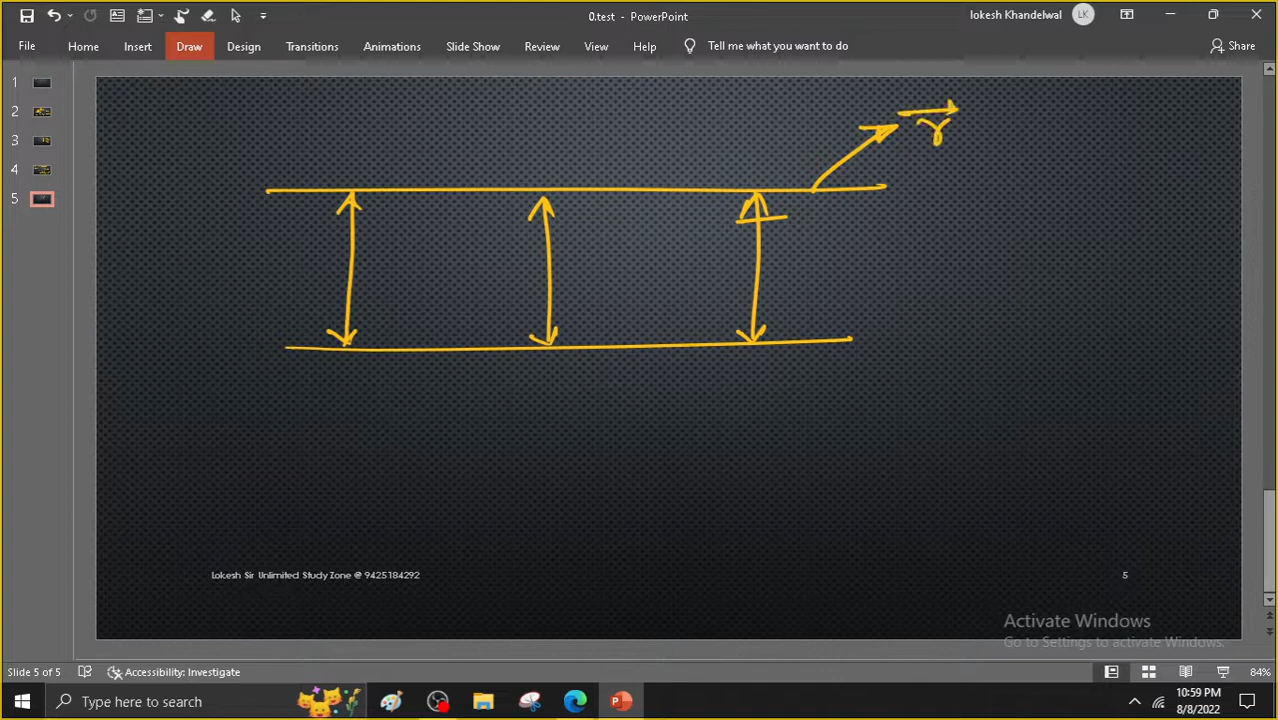 0.test - PowerPoint
lokesh Khandelwal
LK
File
Home
Insert
Draw
Design
Transitions
Animations
Slide Show
Review
View
Help
Tell me what you want to do
Share
1
2
3
4
5
r
Lokesh Sir Unlimited Study Zone @ 9425184292
5
Activate Windows
Go to Settings to activate Windows.
Slide 5 of 5
Accessibility: Investigate
84%
Type here to search
10:59 PM
8/8/2022